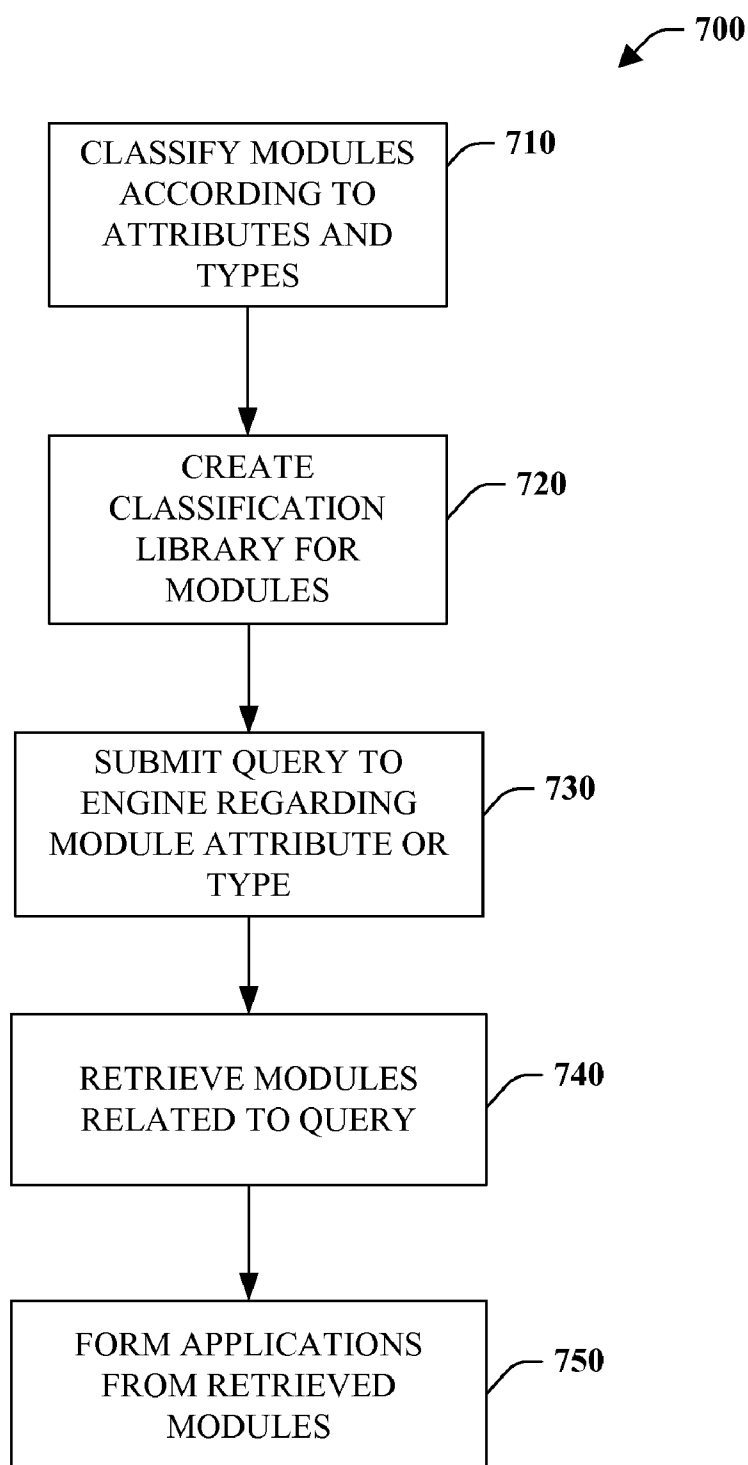 700
CLASSIFY MODULES
ACCORDING TO
ATTRIBUTES AND
TYPES
710
CREATE
CLASSIFICATION
LIBRARY FOR
MODULES
720
SUBMIT QUERY TO
ENGINE REGARDING
MODULE ATTRIBUTE OR
TYPE
730
RETRIEVE MODULES
RELATED TO QUERY
740
FORM APPLICATIONS
FROM RETRIEVED
MODULES
750